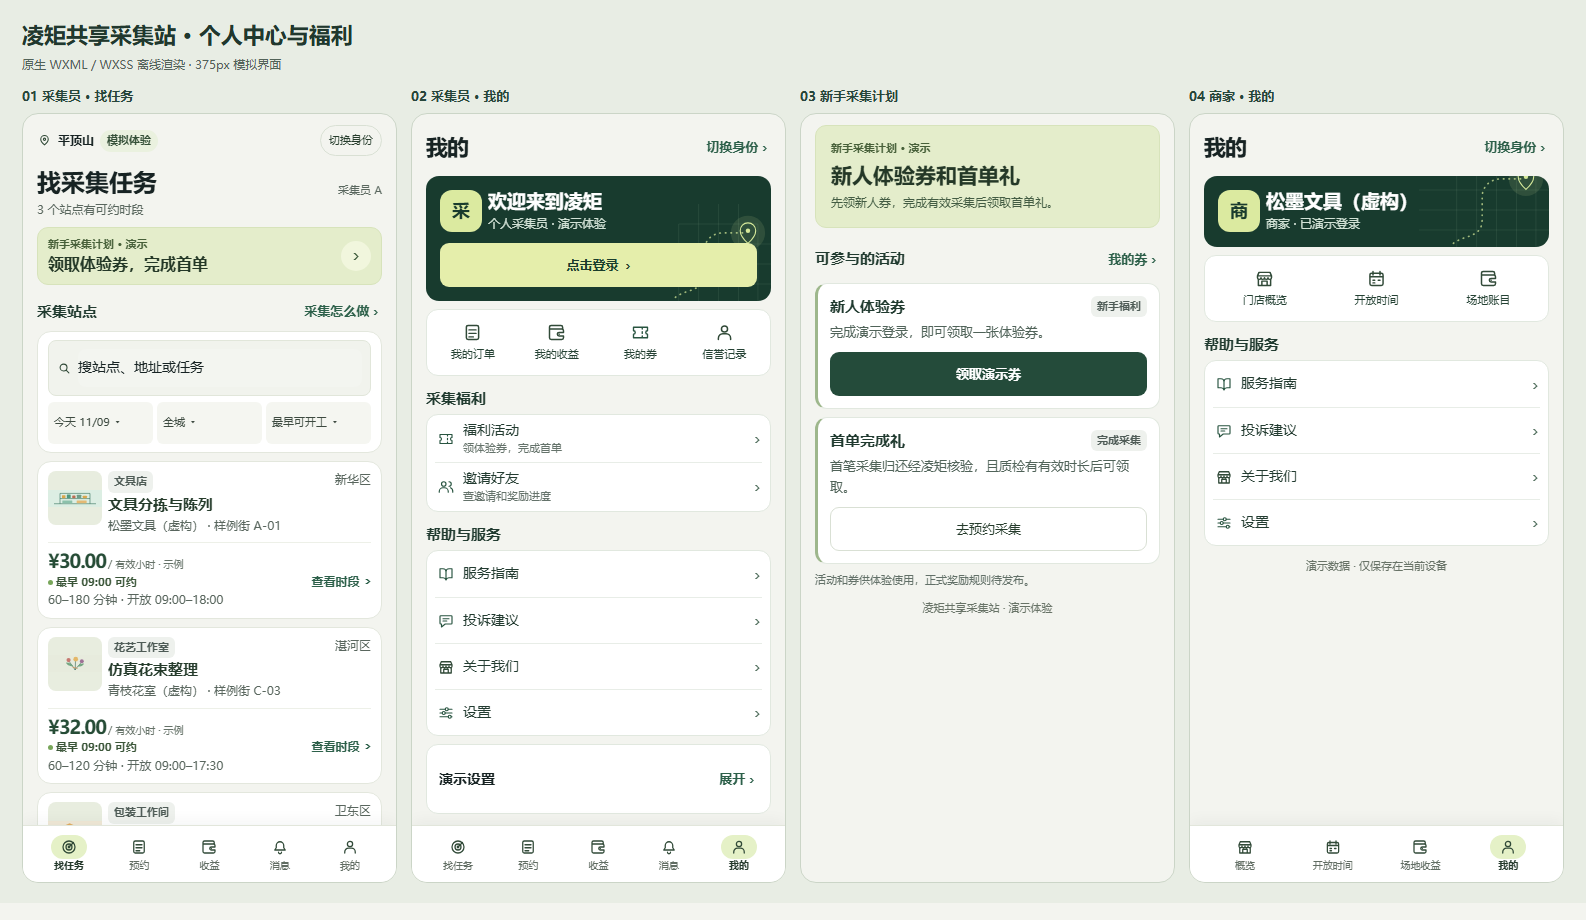 凌矩共享采集站 • 个人中心与福利
原生 WXML / WXSS 离线渲染 · 375px 模拟界面
01 采集员 • 找任务
平顶山 模拟体验 切换身份
找采集任务
采集员 A
3 个站点有可约时段
新手采集计划 • 演示
领取体验券，完成首单 ›
采集站点 采集怎么做 ›
搜站点、地址或任务
今天 11/09 全城 最早可开工
文具店 新华区
文具分拣与陈列
松墨文具（虚构） · 样例街 A-01
¥30.00 / 有效小时 · 示例
最早 09:00 可约 查看时段 ›
60–180 分钟 · 开放 09:00–18:00
花艺工作室 湛河区
仿真花束整理
青枝花室（虚构） · 样例街 C-03
¥32.00 / 有效小时 · 示例
最早 09:00 可约 查看时段 ›
60–120 分钟 · 开放 09:00–17:30
包装工作间 卫东区
找任务 预约 收益 消息 我的
02 采集员 • 我的
我的 切换身份 ›
采 欢迎来到凌矩
个人采集员 · 演示体验
点击登录 ›
我的订单 我的收益 我的券 信誉记录
采集福利
福利活动
领体验券，完成首单 ›
邀请好友
查邀请和奖励进度 ›
帮助与服务
服务指南 ›
投诉建议 ›
关于我们 ›
设置 ›
演示设置 展开 ›
找任务 预约 收益 消息 我的
03 新手采集计划
新手采集计划 • 演示
新人体验券和首单礼
先领新人券，完成有效采集后领取首单礼。
可参与的活动 我的券 ›
新人体验券 新手福利
完成演示登录，即可领取一张体验券。
领取演示券
首单完成礼 完成采集
首笔采集归还经凌矩核验，且质检有有效时长后可领
取。
去预约采集
活动和券供体验使用，正式奖励规则待发布。
凌矩共享采集站 · 演示体验
04 商家 • 我的
我的 切换身份 ›
商 松墨文具（虚构）
商家 · 已演示登录
门店概览 开放时间 场地账目
帮助与服务
服务指南 ›
投诉建议 ›
关于我们 ›
设置 ›
演示数据 · 仅保存在当前设备
概览 开放时间 场地收益 我的